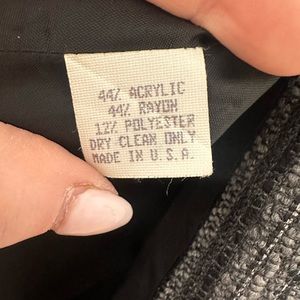 44% ACRYLIC
44% RAYON
12% POLYESTER
DRY CLEAN ONLY
MADE IN U.S.A.